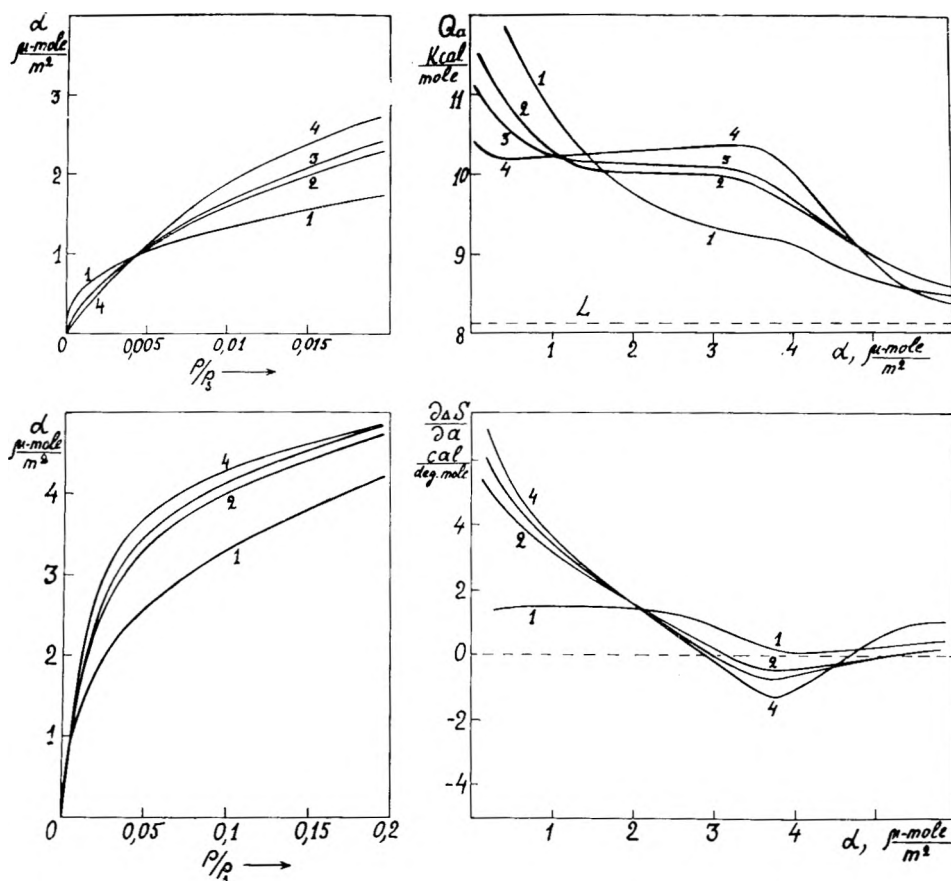 α
μ-mole
m²
3
2
1
0
4
3
2
1
1
4
0,005
0,01
0,015
P/Ps
Qa
Kcal
mole
11
10
9
8
1
2
3
4
4
3
2
1
L
1
2
3
4
α, μ-mole
m²
α
μ-mole
m²
4
3
2
1
0
4
2
1
0,05
0,1
0,15
0,2
P/Ps
∂ΔS
∂a
cal
deg.mole
4
2
0
-2
-4
4
2
1
1
2
4
1
2
3
4
α, μ-mole
m²